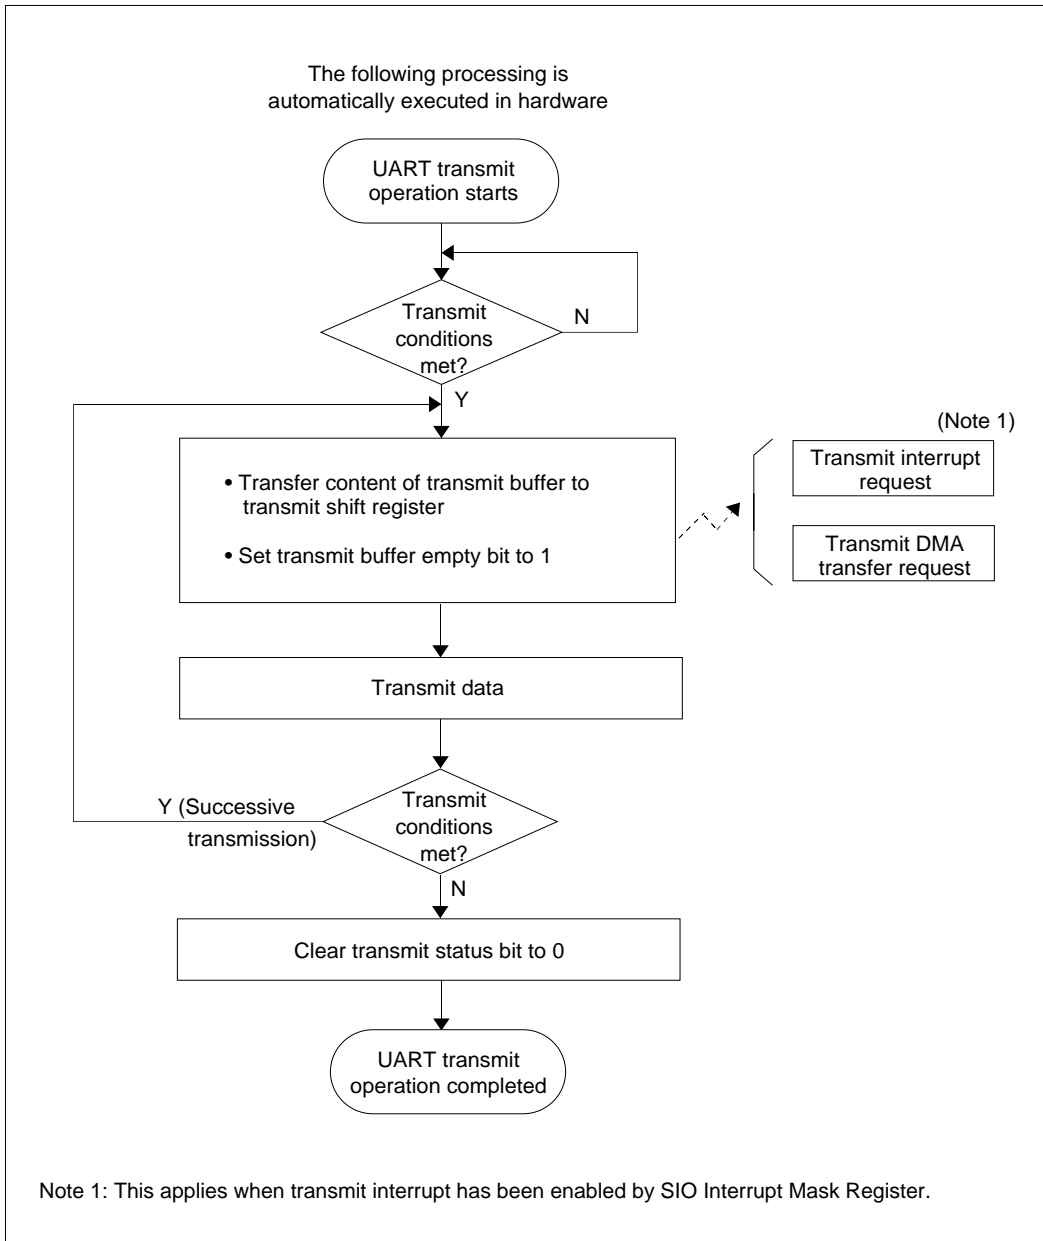 The following processing is
automatically executed in hardware
UART transmit
operation starts
Transmit
conditions
met?
N
Y
(Note 1)
• Transfer content of transmit buffer to
transmit shift register
• Set transmit buffer empty bit to 1
Transmit interrupt
request
Transmit DMA
transfer request
Transmit data
Y (Successive
transmission)
Transmit
conditions
met?
N
Clear transmit status bit to 0
UART transmit
operation completed
Note 1: This applies when transmit interrupt has been enabled by SIO Interrupt Mask Register.